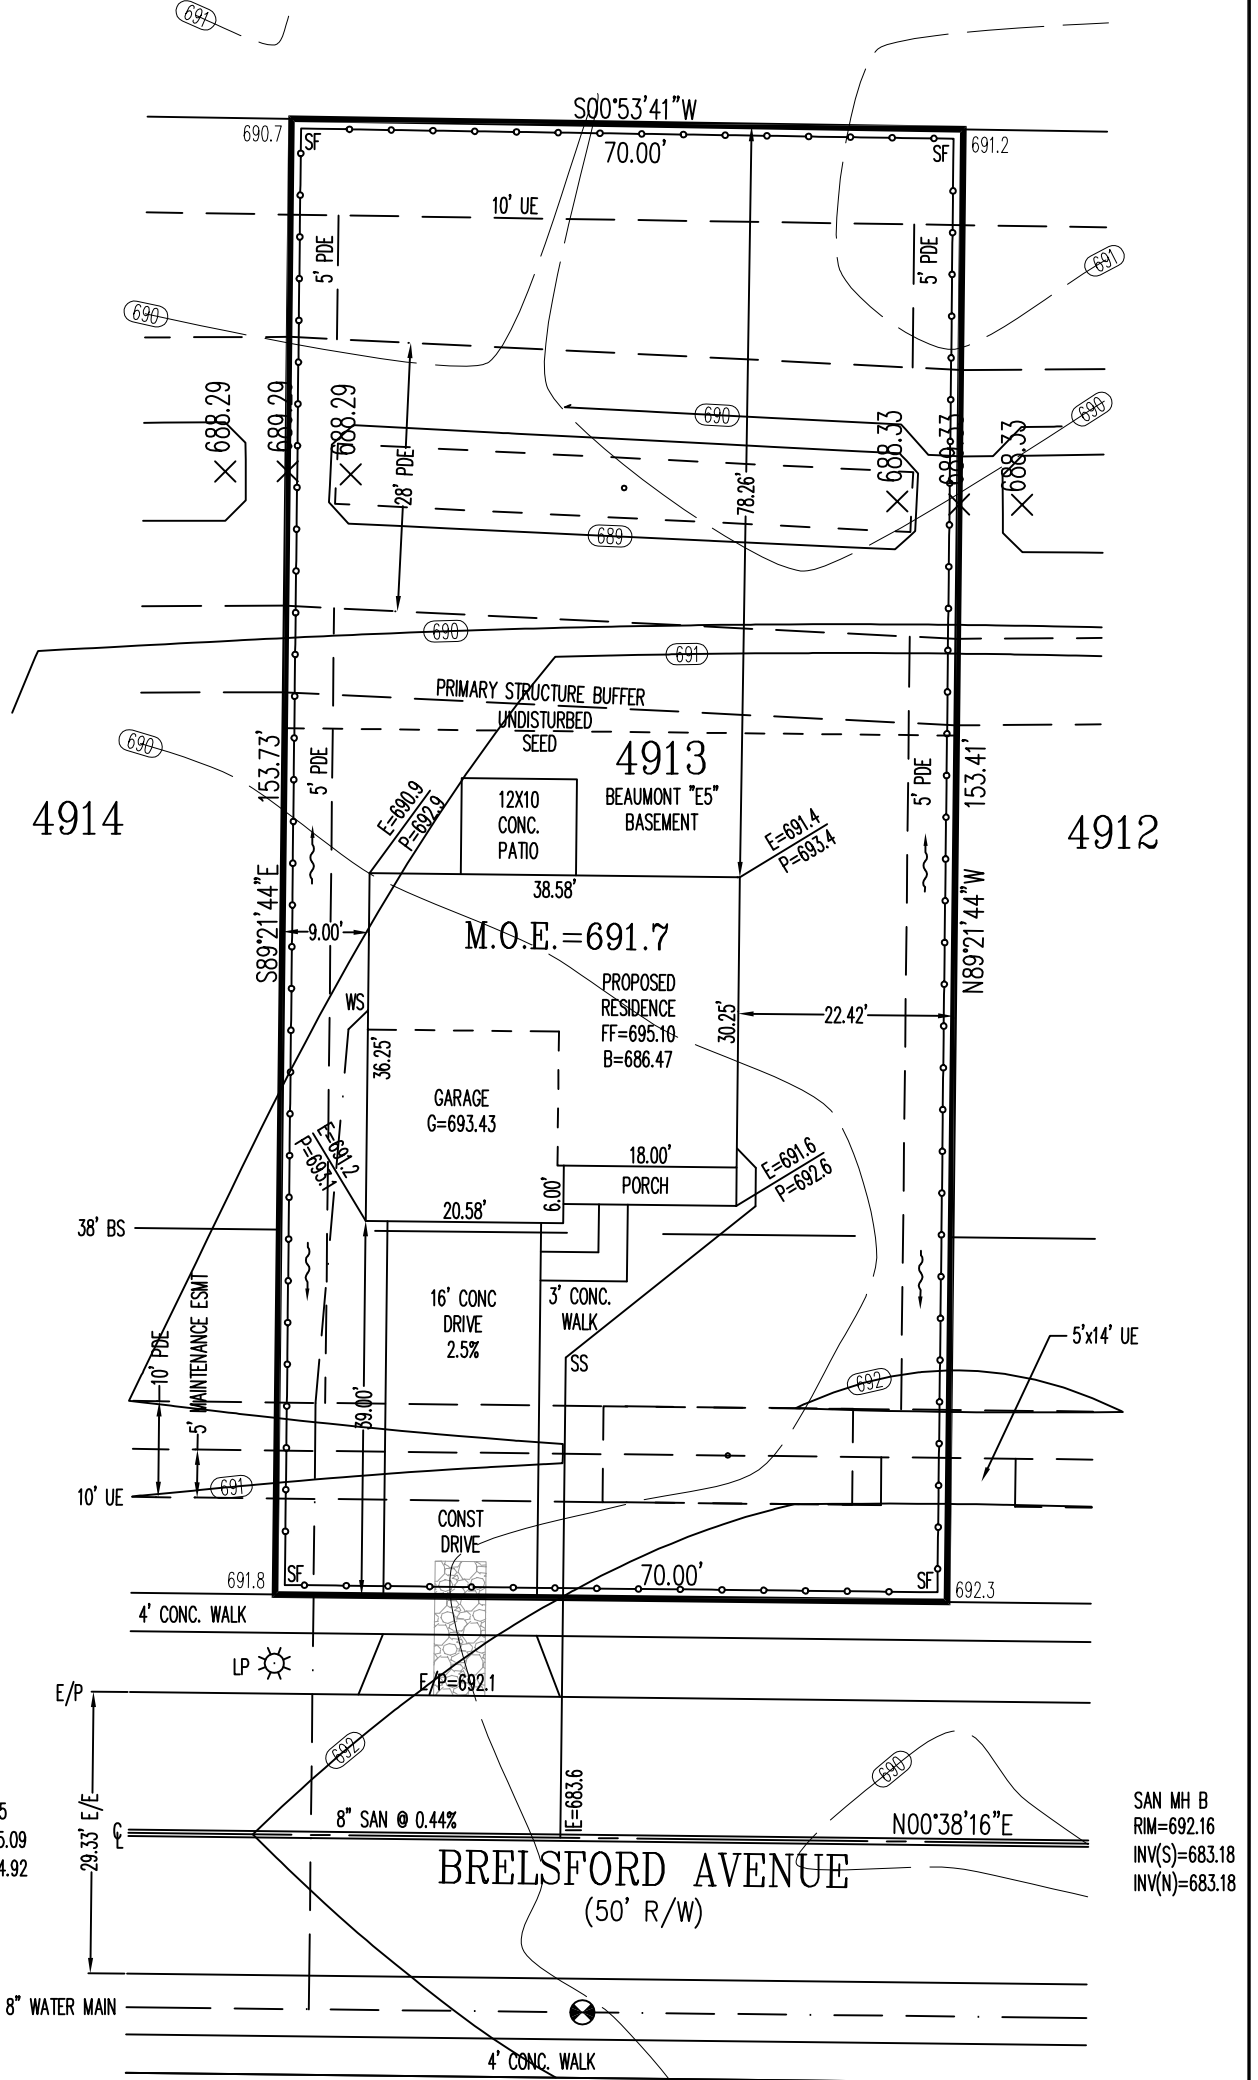 691
S00°53'41"W
690.7
SF
70.00'
SF
691.2
10' UE
5' PDE
5' PDE
691
690
688.29
689.29
688.29
690
688.33
689.33
688.33
690
28' PDE
78.26'
689
690
691
PRIMARY STRUCTURE BUFFER
UNDISTURBED
SEED
690
153.73'
5' PDE
4913
BEAUMONT "E5"
BASEMENT
5' PDE
153.41'
4914
12X10
CONC.
PATIO
E=690.9
P=692.9
E=691.4
P=693.4
4912
38.58'
S89°21'44"E
9.00'
M.O.E.=691.7
N89°21'44"W
WS
PROPOSED
RESIDENCE
FF=695.10
B=686.47
30.25'
22.42'
36.25'
GARAGE
G=693.43
E=691.2
P=693.1
18.00'
PORCH
6.00'
E=691.6
P=692.6
20.58'
38' BS
16' CONC
DRIVE
2.5%
3' CONC.
WALK
SS
10' PDE
5' MAINTENANCE ESMT
39.00'
692
5'x14' UE
691
10' UE
CONST
DRIVE
691.8
SF
70.00'
SF
692.3
4' CONC. WALK
LP
E/P
E/P=692.1
692
690
29.33' E/E
IE=683.6
5
5.09
4.92
CL
8" SAN @ 0.44%
N00°38'16"E
SAN MH B
RIM=692.16
INV(S)=683.18
INV(N)=683.18
BRELSFORD AVENUE
(50' R/W)
8" WATER MAIN
4' CONC. WALK